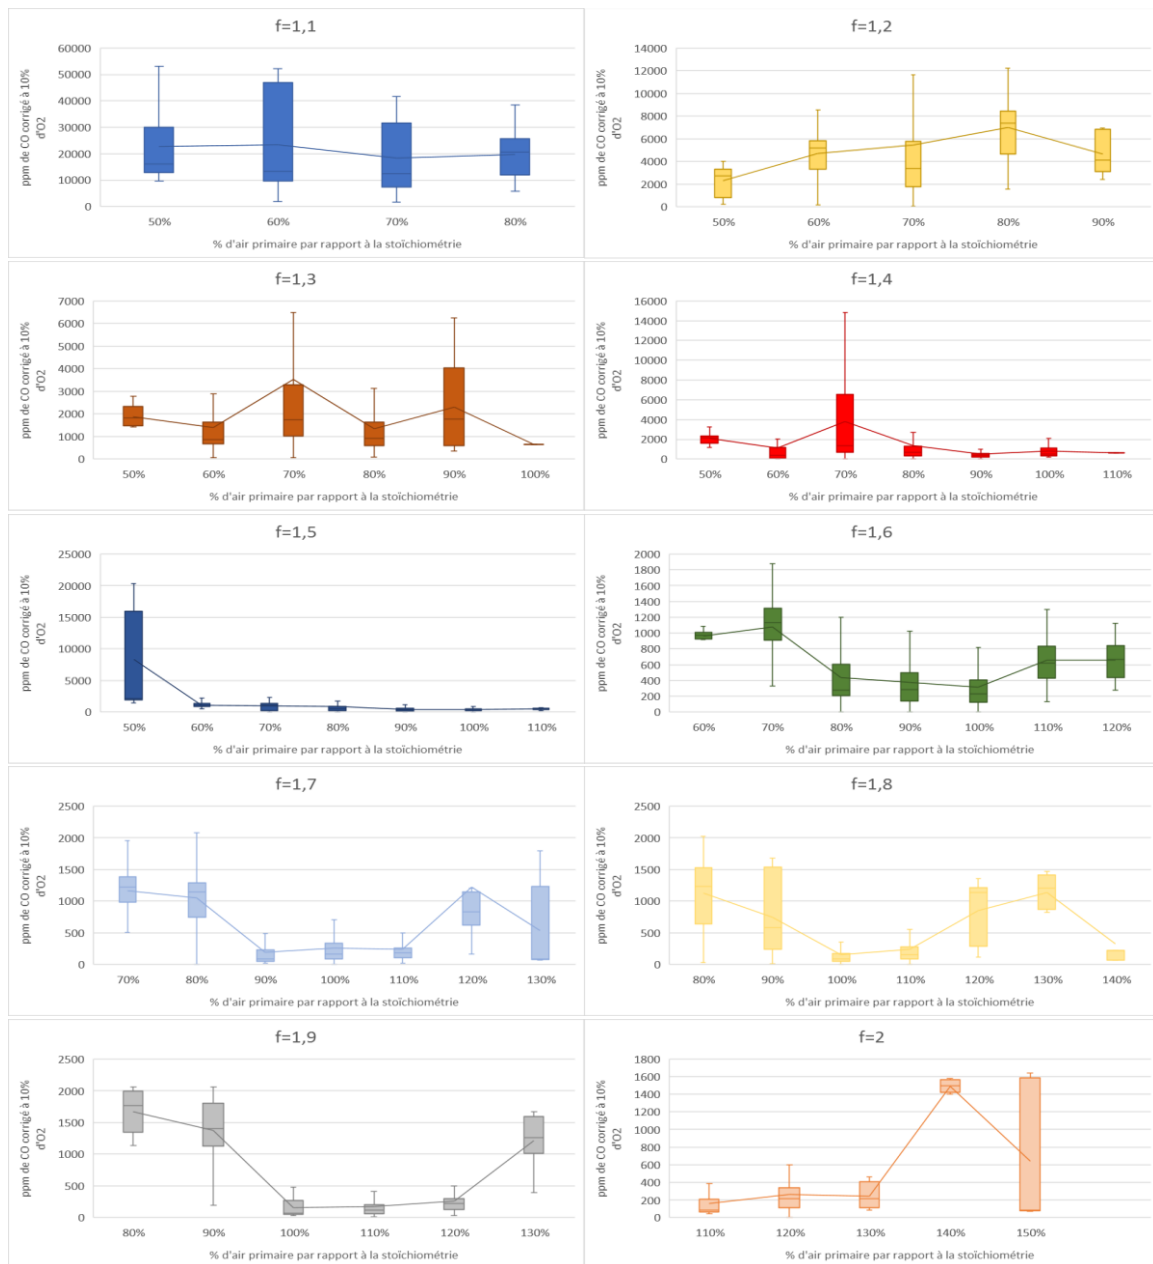 f=1,1
ppm de CO corrigé à 10%
d'O2
60000
50000
40000
30000
20000
10000
0
50% 60% 70% 80%
% d'air primaire par rapport à la stoïchiométrie
f=1,2
ppm de CO corrigé à 10%
d'O2
14000
12000
10000
8000
6000
4000
2000
0
50% 60% 70% 80% 90%
% d'air primaire par rapport à la stoïchiométrie
f=1,3
ppm de CO corrigé à 10%
d'O2
7000
6000
5000
4000
3000
2000
1000
0
50% 60% 70% 80% 90% 100%
% d'air primaire par rapport à la stoïchiométrie
f=1,4
ppm de CO corrigé à 10%
d'O2
16000
14000
12000
10000
8000
6000
4000
2000
0
50% 60% 70% 80% 90% 100% 110%
% d'air primaire par rapport à la stoïchiométrie
f=1,5
ppm de CO corrigé à 10%
d'O2
25000
20000
15000
10000
5000
0
50% 60% 70% 80% 90% 100% 110%
% d'air primaire par rapport à la stoïchiométrie
f=1,6
ppm de CO corrigé à 10%
d'O2
2000
1800
1600
1400
1200
1000
800
600
400
200
0
60% 70% 80% 90% 100% 110% 120%
% d'air primaire par rapport à la stoïchiométrie
f=1,7
ppm de CO corrigé à 10%
d'O2
2500
2000
1500
1000
500
0
70% 80% 90% 100% 110% 120% 130%
% d'air primaire par rapport à la stoïchiométrie
f=1,8
ppm de CO corrigé à 10%
d'O2
2500
2000
1500
1000
500
0
80% 90% 100% 110% 120% 130% 140%
% d'air primaire par rapport à la stoïchiométrie
f=1,9
ppm de CO corrigé à 10%
d'O2
2500
2000
1500
1000
500
0
80% 90% 100% 110% 120% 130%
% d'air primaire par rapport à la stoïchiométrie
f=2
ppm de CO corrigé à 10%
d'O2
1800
1600
1400
1200
1000
800
600
400
200
0
110% 120% 130% 140% 150%
% d'air primaire par rapport à la stoïchiométrie